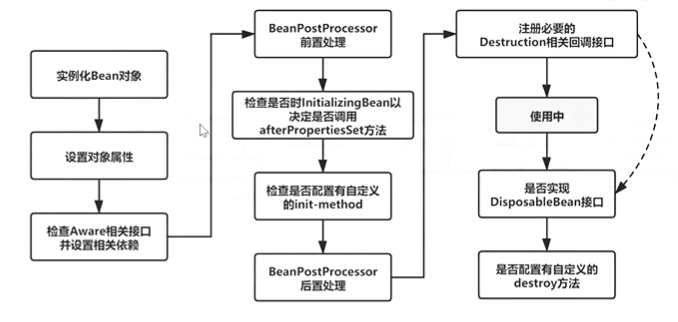 实例化Bean对象
设置对象属性
检查Aware相关接口
并设置相关依赖
BeanPostProcessor
前置处理
检查是否时InitializingBean以
决定是否调用
afterPropertiesSet方法
检查是否配置有自定义
的init-method
BeanPostProcessor
后置处理
注册必要的
Destruction相关回调接口
使用中
是否实现
DisposableBean接口
是否配置有自定义的
destroy方法